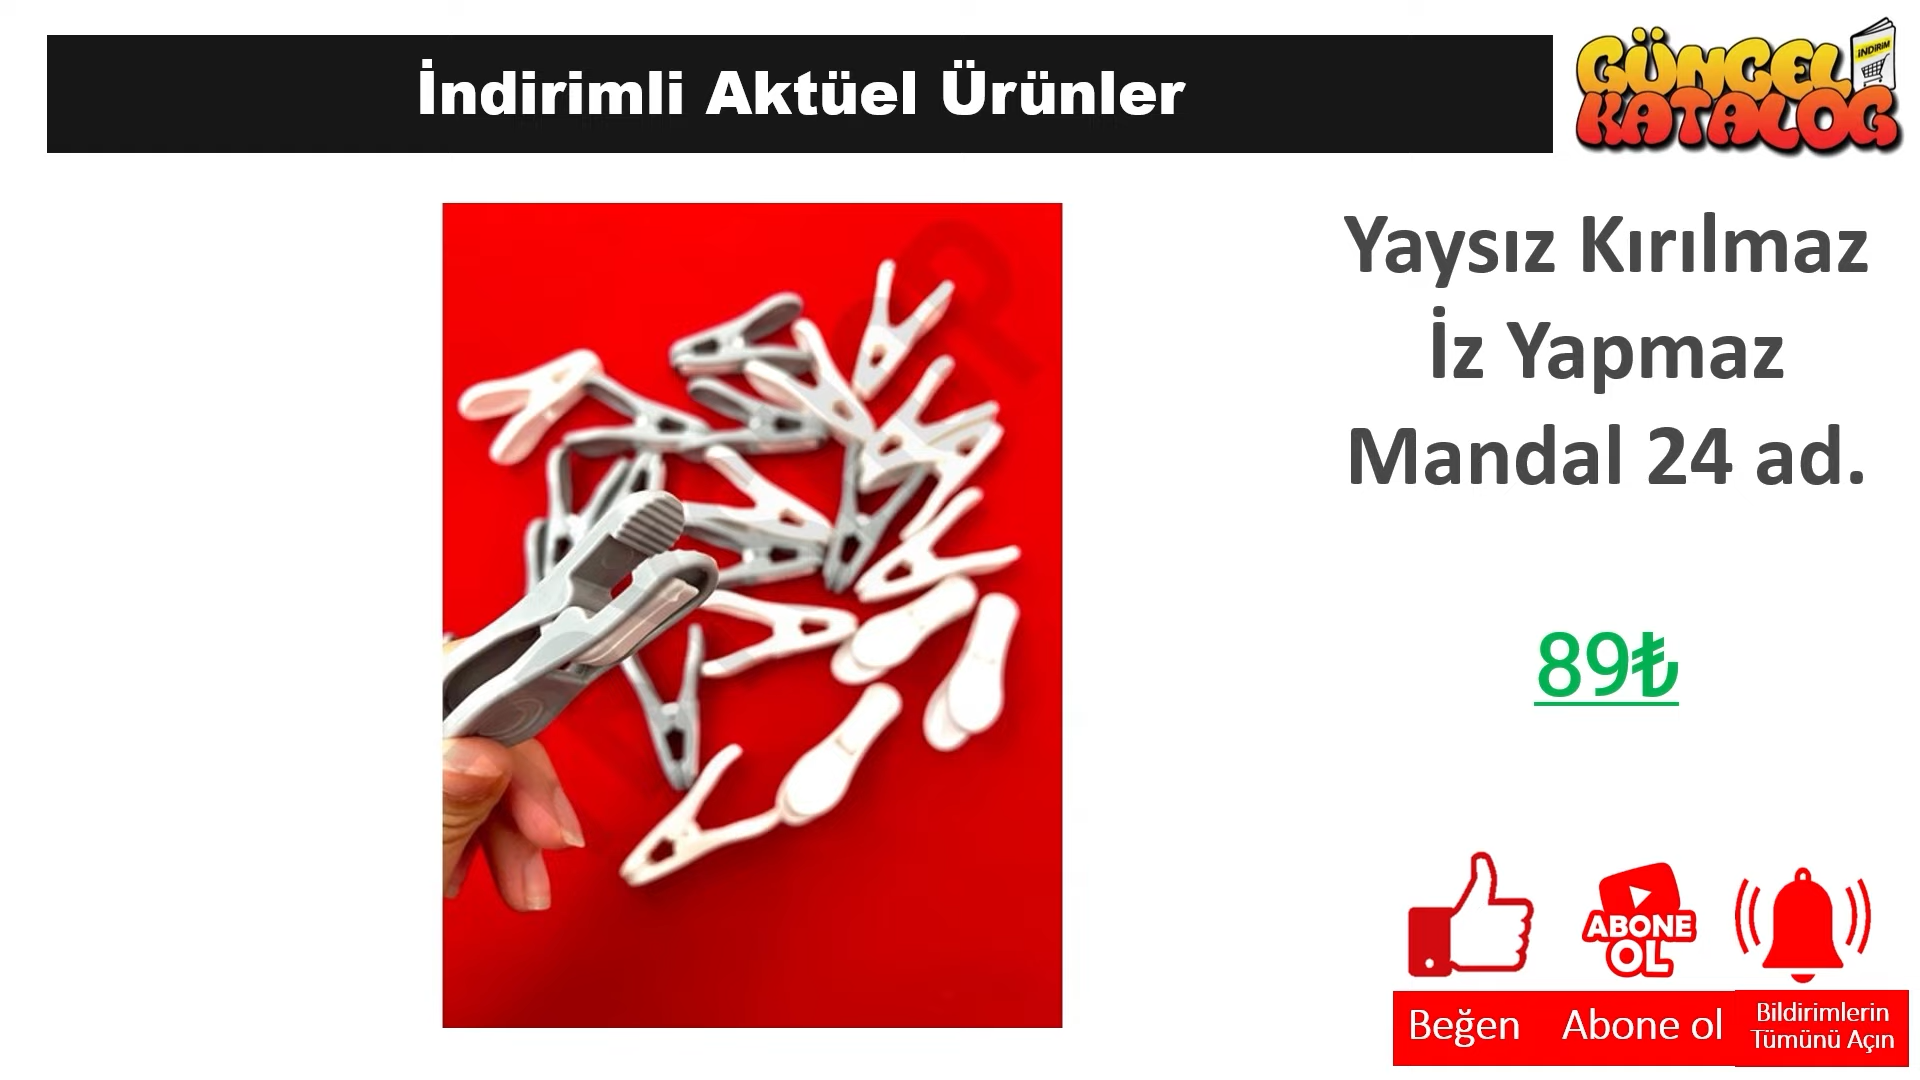 İndirimli Aktüel Ürünler
GÜNCEL
İNDİRİM
KATALOG
Yaysız Kırılmaz
İz Yapmaz
Mandal 24 ad.
89₺
ABONE
OL
Beğen
Abone ol
Bildirimlerin
Tümünü Açın